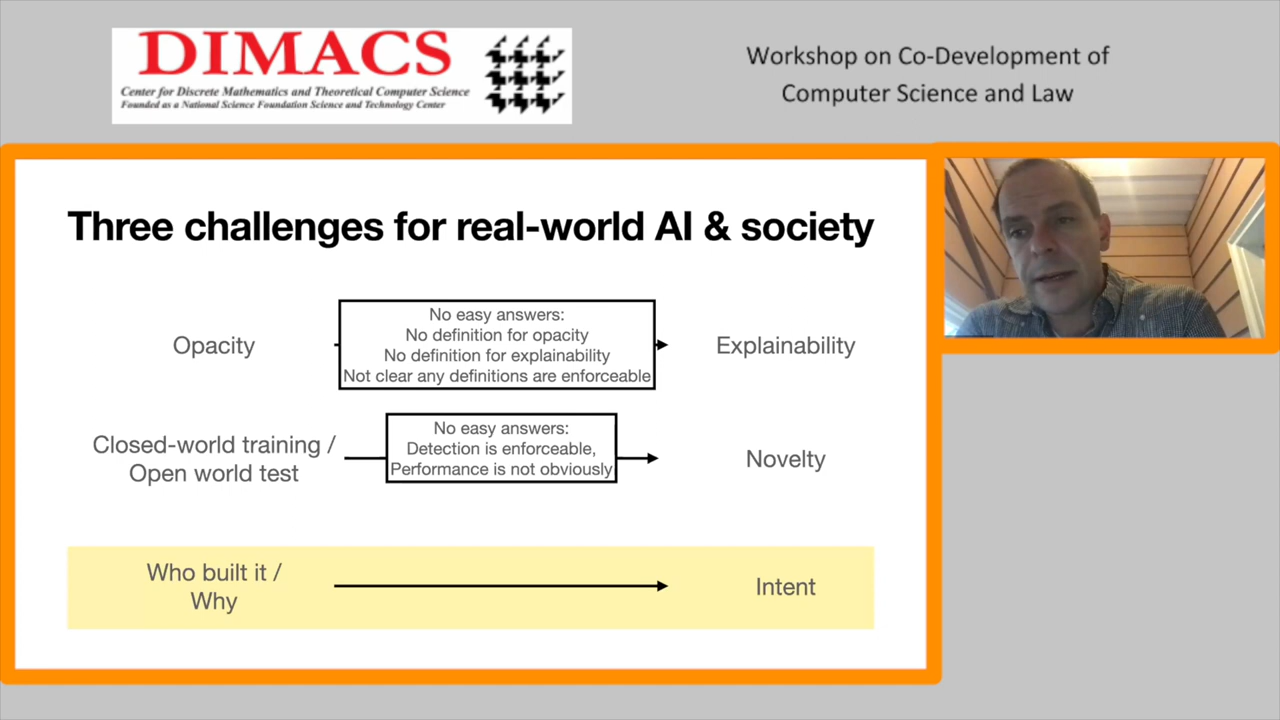 DIMACS
Center for Discrete Mathematics and Theoretical Computer Science
Founded as a National Science Foundation Science and Technology Center
Workshop on Co-Development of
Computer Science and Law
Three challenges for real-world AI & society
Opacity
No easy answers:
No definition for opacity
No definition for explainability
Not clear any definitions are enforceable
Explainability
Closed-world training /
Open world test
No easy answers:
Detection is enforceable,
Performance is not obviously
Novelty
Who built it /
Why
Intent